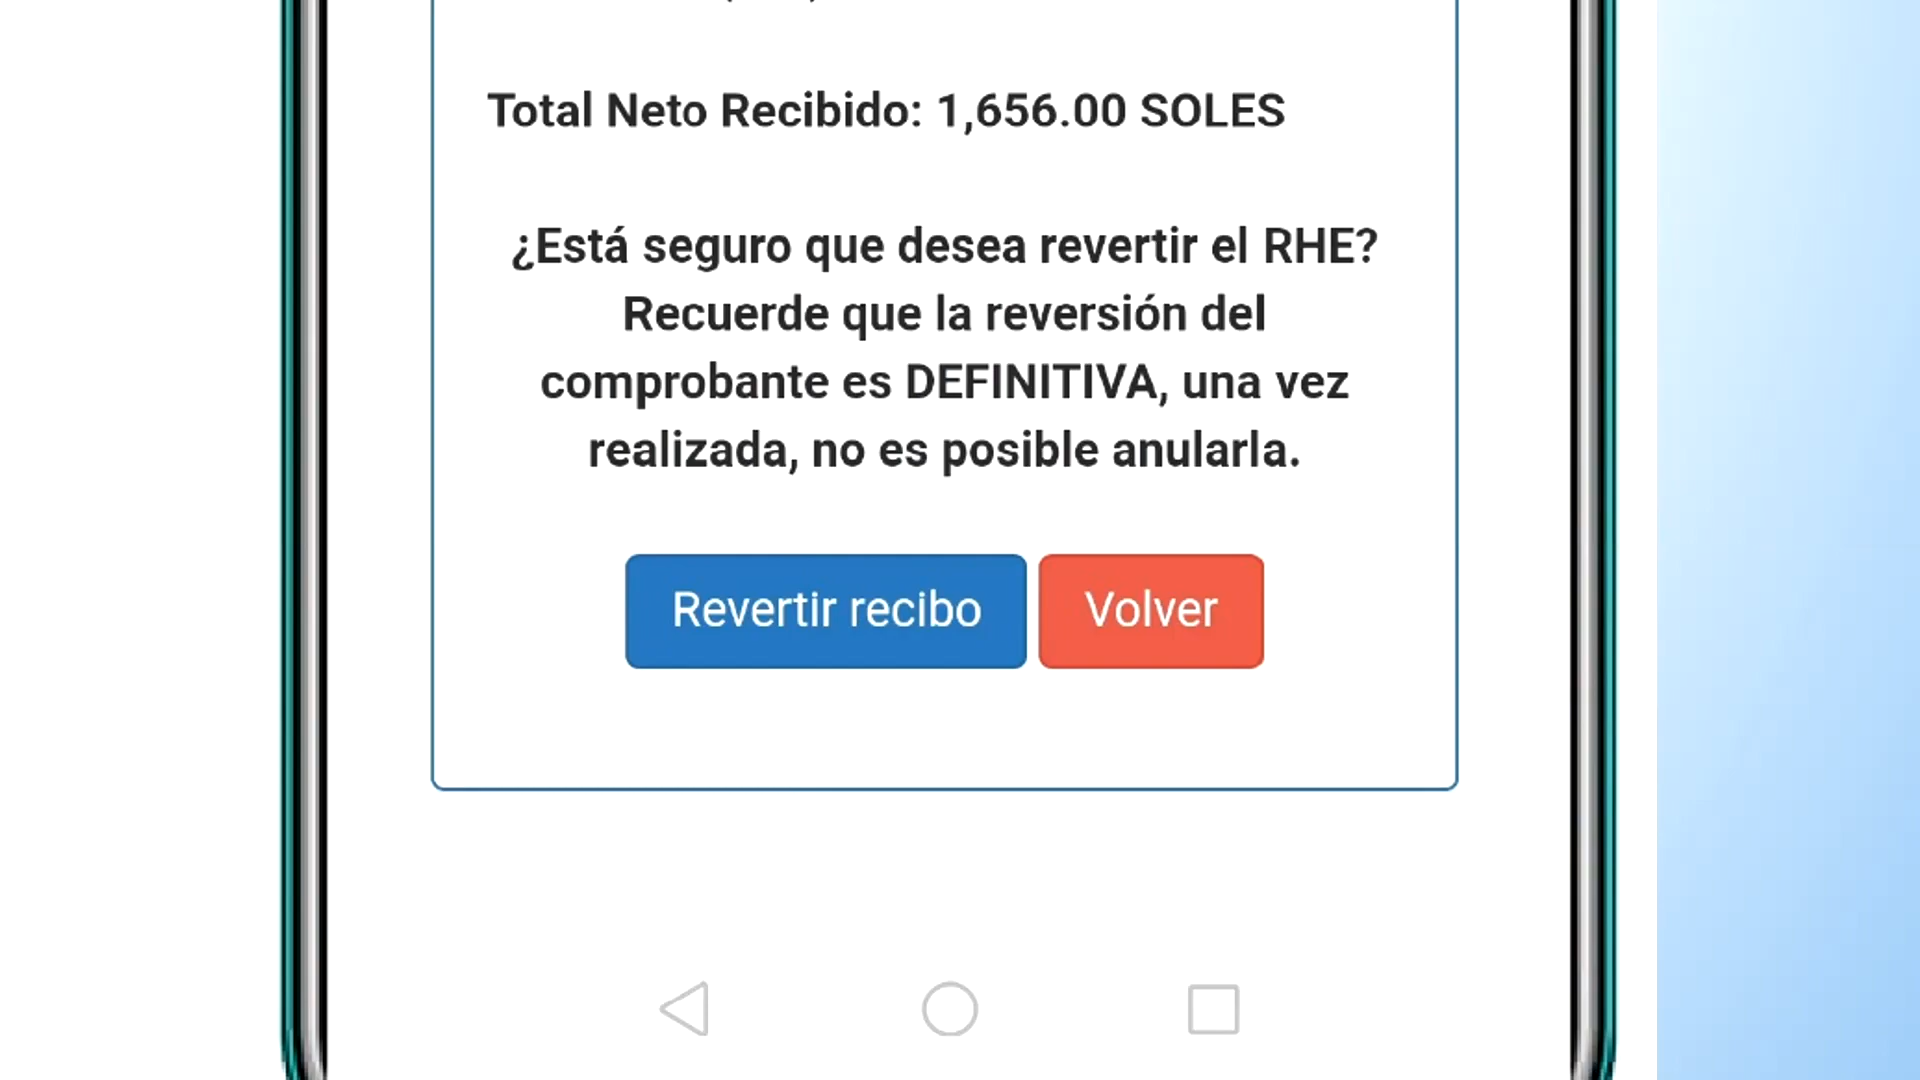 Total Neto Recibido: 1,656.00 SOLES
¿Está seguro que desea revertir el RHE?
Recuerde que la reversión del
comprobante es DEFINITIVA, una vez
realizada, no es posible anularla.
Revertir recibo
Volver